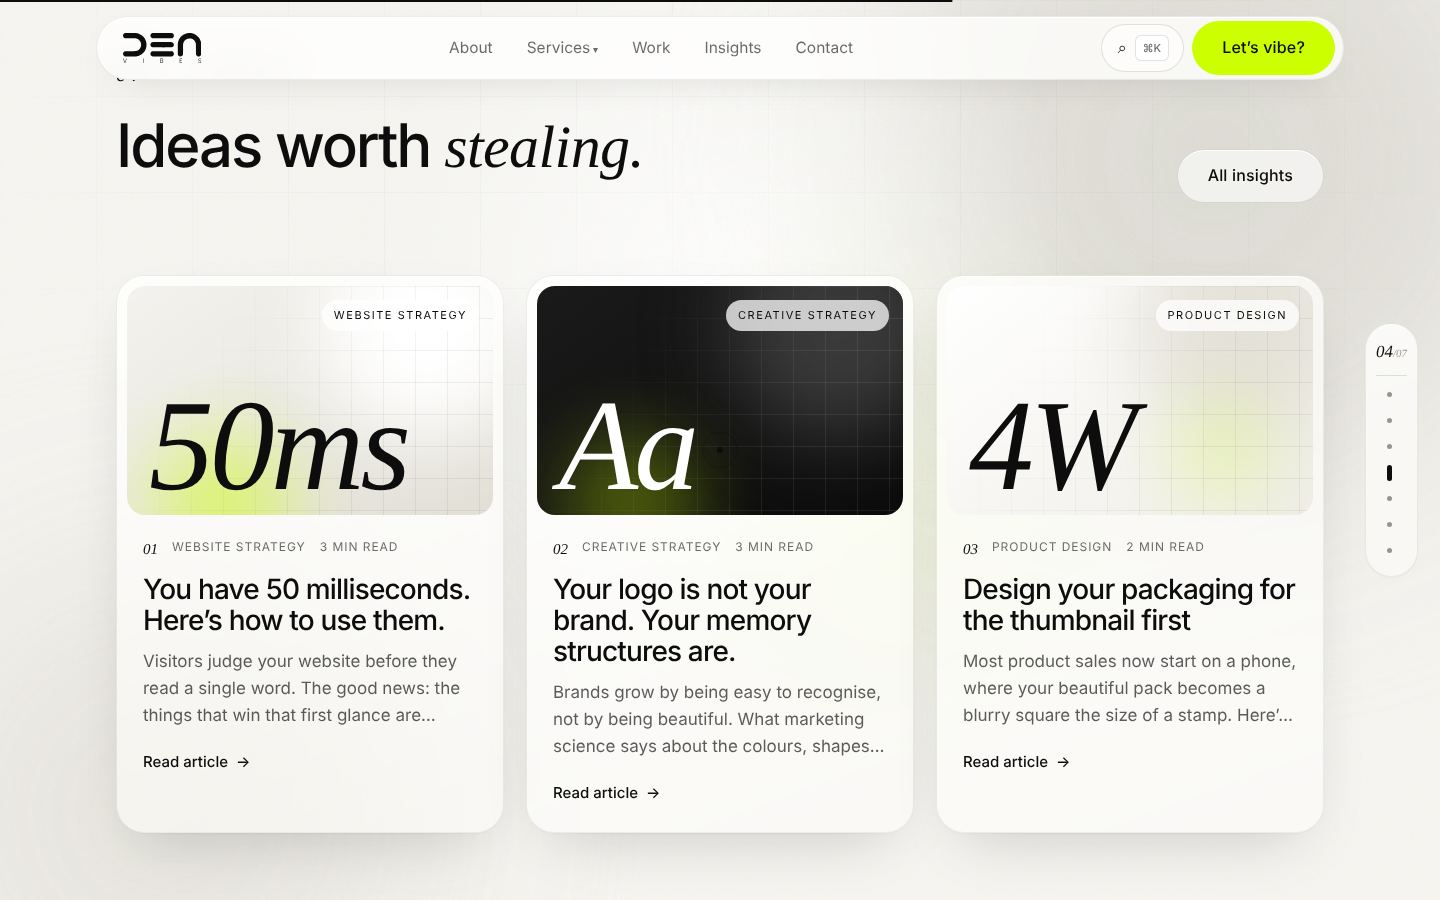 DEN
VIBES
About
Services ▾
Work
Insights
Contact
⌘K
Let’s vibe?
Ideas worth stealing.
All insights
WEBSITE STRATEGY
50ms
01 WEBSITE STRATEGY 3 MIN READ
You have 50 milliseconds.
Here’s how to use them.
Visitors judge your website before they
read a single word. The good news: the
things that win that first glance are…
Read article →
CREATIVE STRATEGY
Aa
02 CREATIVE STRATEGY 3 MIN READ
Your logo is not your
brand. Your memory
structures are.
Brands grow by being easy to recognise,
not by being beautiful. What marketing
science says about the colours, shapes…
Read article →
PRODUCT DESIGN
4W
03 PRODUCT DESIGN 2 MIN READ
Design your packaging for
the thumbnail first
Most product sales now start on a phone,
where your beautiful pack becomes a
blurry square the size of a stamp. Here’…
Read article →
04/07